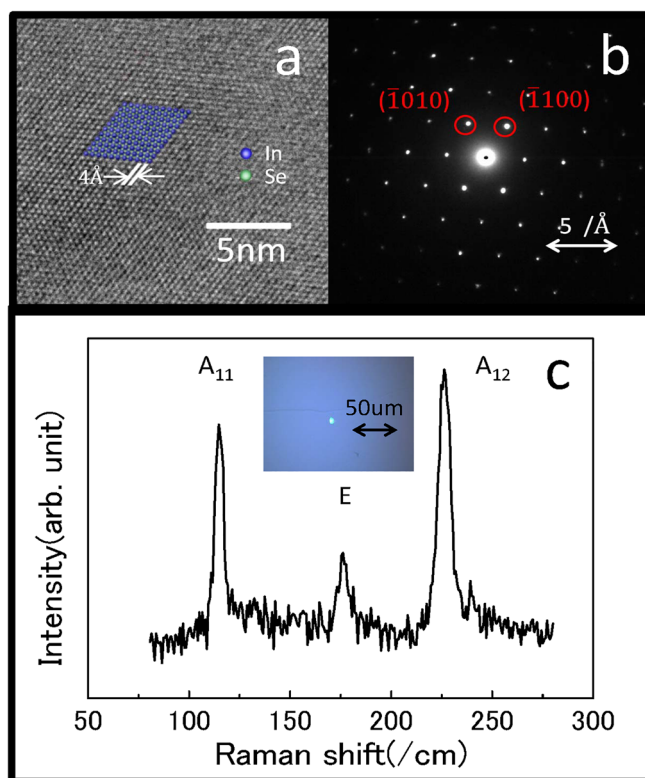 a
In
Se
4Å
5nm
b
(1̅010)
(1̅100)
5 /Å
c
A₁₁
A₁₂
50um
E
Intensity(arb. unit)
50
100
150
200
250
300
Raman shift(/cm)